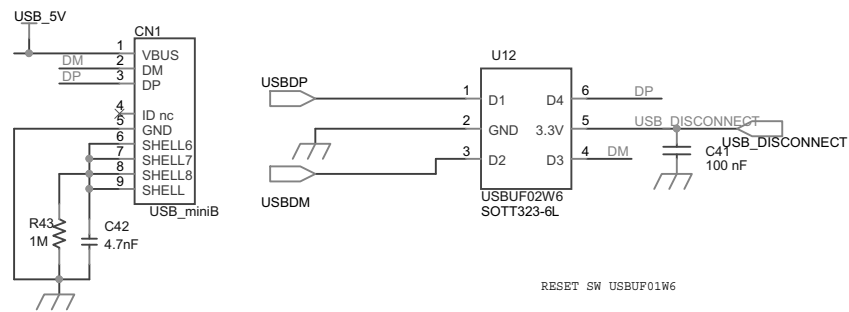 USB_5V
CN1
1 VBUS
DM 2 DM
DP 3 DP
4 ID nc
5 GND
6 SHELL6
7 SHELL7
8 SHELL8
9 SHELL
USB_miniB
R43
1M
C42
4.7nF
U12
USBDP
1 D1 D4 6 DP
2 GND 3.3V 5 USB_DISCONNECT
USB_DISCONNECT
3 D2 D3 4 DM
C41
100 nF
USBDM
USBUF02W6
SOTT323-6L
RESET SW USBUF01W6